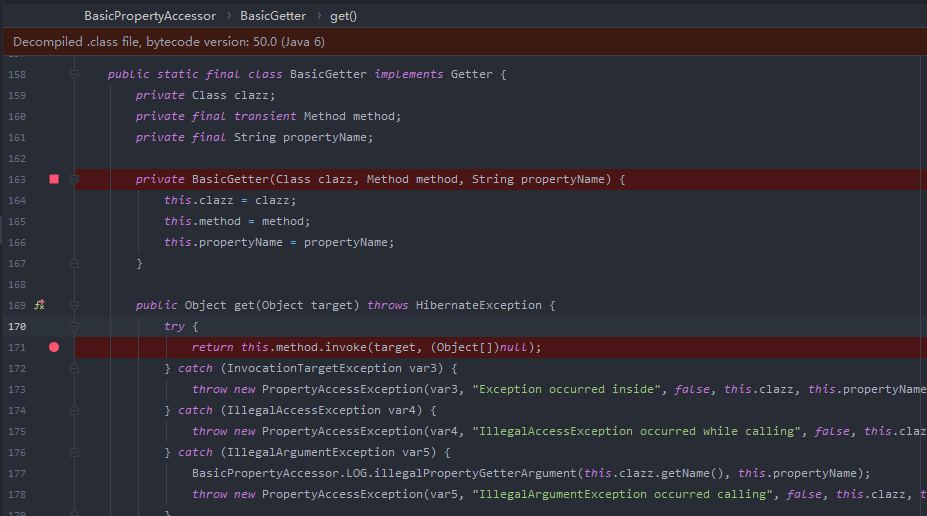 BasicPropertyAccessor > BasicGetter > get()
Decompiled .class file, bytecode version: 50.0 (Java 6)
158 public static final class BasicGetter implements Getter {
159 private Class clazz;
160 private final transient Method method;
161 private final String propertyName;
162
163 private BasicGetter(Class clazz, Method method, String propertyName) {
164 this.clazz = clazz;
165 this.method = method;
166 this.propertyName = propertyName;
167 }
168
169 public Object get(Object target) throws HibernateException {
170 try {
171 return this.method.invoke(target, (Object[])null);
172 } catch (InvocationTargetException var3) {
173 throw new PropertyAccessException(var3, "Exception occurred inside", false, this.clazz, this.propertyName
174 } catch (IllegalAccessException var4) {
175 throw new PropertyAccessException(var4, "IllegalAccessException occurred while calling", false, this.claz
176 } catch (IllegalArgumentException var5) {
177 BasicPropertyAccessor.LOG.illegalPropertyGetterArgument(this.clazz.getName(), this.propertyName);
178 throw new PropertyAccessException(var5, "IllegalArgumentException occurred calling", false, this.clazz, t
179 }